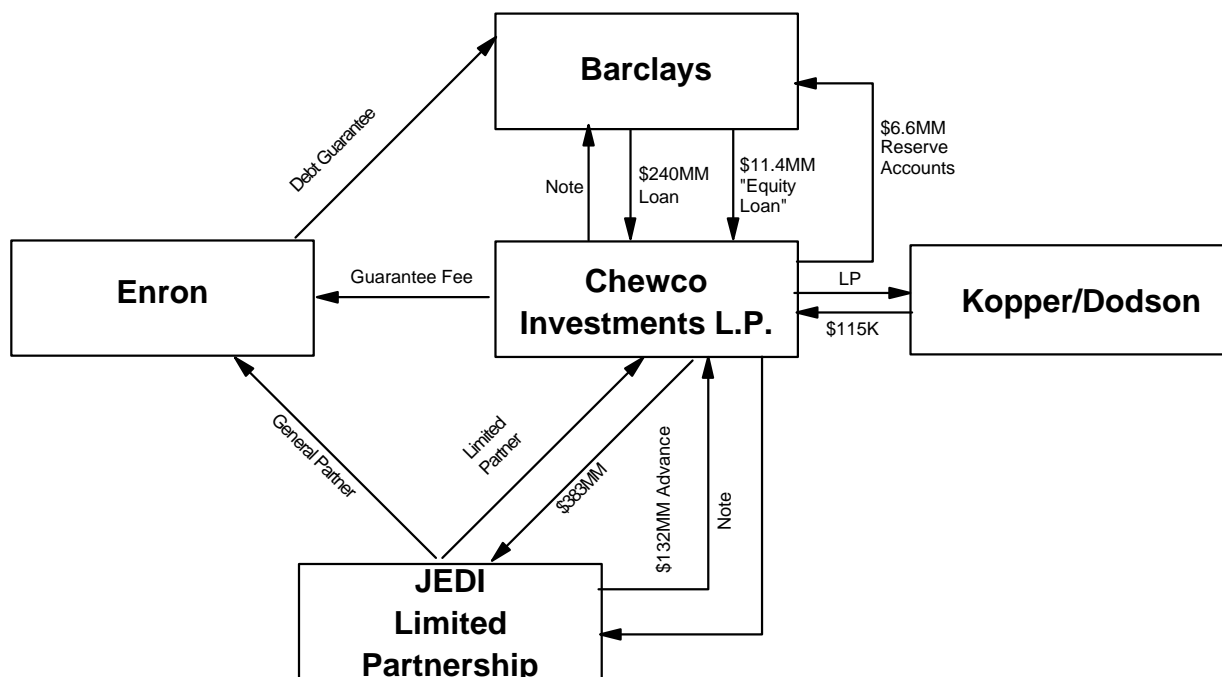 Barclays
Debt Guarantee
Note
$240MM
Loan
$11.4MM
"Equity
Loan"
$6.6MM
Reserve
Accounts
Enron
Guarantee Fee
Chewco
Investments L.P.
LP
$115K
Kopper/Dodson
General Partner
Limited
Partner
$383MM
$132MM Advance
Note
JEDI
Limited
Partnership